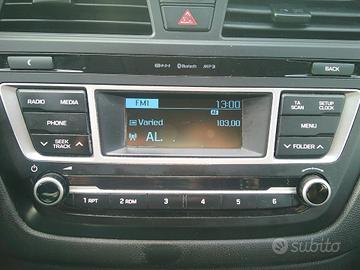 Bluetooth MP3
BACK
RADIO MEDIA
FM1 13:00
TA SCAN
SETUP CLOCK
AF
PHONE
Varied 103.00
MENU
SEEK TRACK
AL.
FOLDER
1 RPT 2 RDM 3 4 5 6
subito